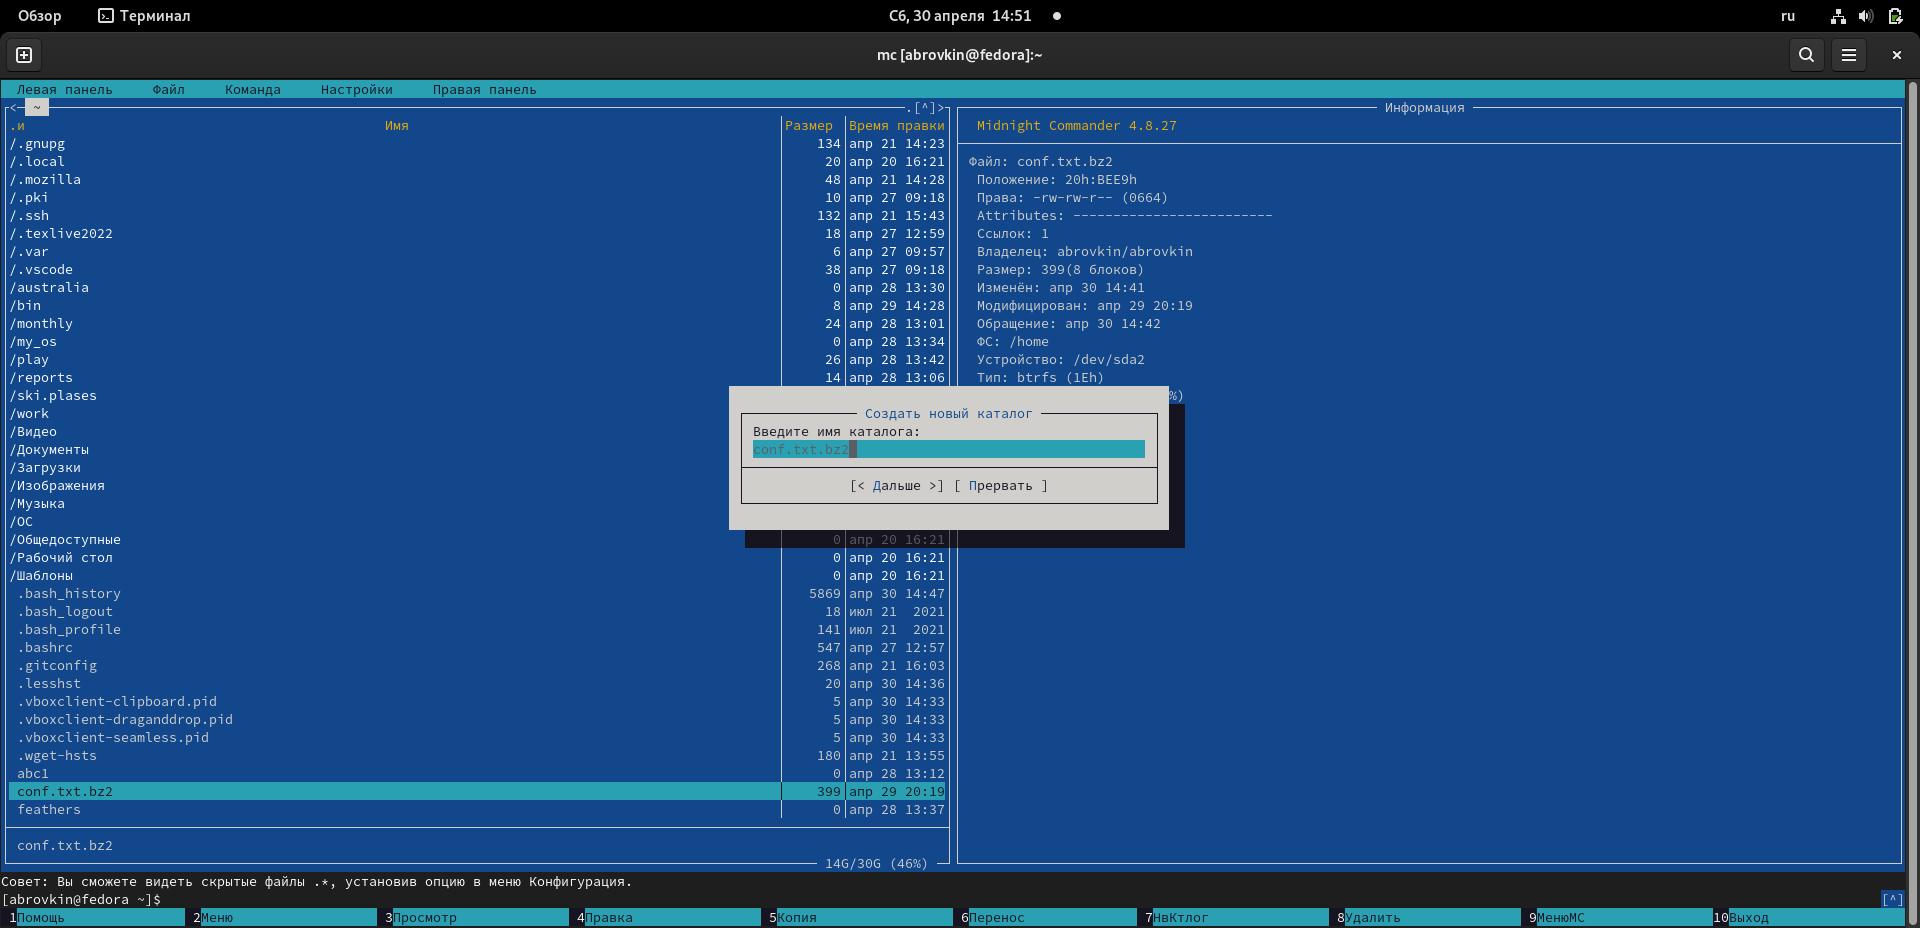 Обзор Терминал Сб, 30 апреля 14:51 ru
mc [abrovkin@fedora]:~
Левая панель Файл Команда Настройки Правая панель
<─ ~ .[^]> Информация
.и Имя Размер Время правки Midnight Commander 4.8.27
/.gnupg 134 апр 21 14:23
/.local 20 апр 20 16:21 Файл: conf.txt.bz2
/.mozilla 48 апр 21 14:28 Положение: 20h:BEE9h
/.pki 10 апр 27 09:18 Права: -rw-rw-r-- (0664)
/.ssh 132 апр 21 15:43 Attributes: -------------------------
/.texlive2022 18 апр 27 12:59 Ссылок: 1
/.var 6 апр 27 09:57 Владелец: abrovkin/abrovkin
/.vscode 38 апр 27 09:18 Размер: 399(8 блоков)
/australia 0 апр 28 13:30 Изменён: апр 30 14:41
/bin 8 апр 29 14:28 Модифицирован: апр 29 20:19
/monthly 24 апр 28 13:01 Обращение: апр 30 14:42
/my_os 0 апр 28 13:34 ФС: /home
/play 26 апр 28 13:42 Устройство: /dev/sda2
/reports 14 апр 28 13:06 Тип: btrfs (1Eh)
/ski.plases %)
/work Создать новый каталог
/Видео Введите имя каталога:
/Документы conf.txt.bz2
/Загрузки
/Изображения [< Дальше >] [ Прервать ]
/Музыка
/ОС
/Общедоступные 0 апр 20 16:21
/Рабочий стол 0 апр 20 16:21
/Шаблоны 0 апр 20 16:21
.bash_history 5869 апр 30 14:47
.bash_logout 18 июл 21 2021
.bash_profile 141 июл 21 2021
.bashrc 547 апр 27 12:57
.gitconfig 268 апр 21 16:03
.lesshst 20 апр 30 14:36
.vboxclient-clipboard.pid 5 апр 30 14:33
.vboxclient-draganddrop.pid 5 апр 30 14:33
.vboxclient-seamless.pid 5 апр 30 14:33
.wget-hsts 180 апр 21 13:55
abc1 0 апр 28 13:12
conf.txt.bz2 399 апр 29 20:19
feathers 0 апр 28 13:37
conf.txt.bz2
14G/30G (46%)
Совет: Вы сможете видеть скрытые файлы .*, установив опцию в меню Конфигурация.
[abrovkin@fedora ~]$ [^]
1Помощь 2Меню 3Просмотр 4Правка 5Копия 6Перенос 7НвКтлог 8Удалить 9МенюMC 10Выход